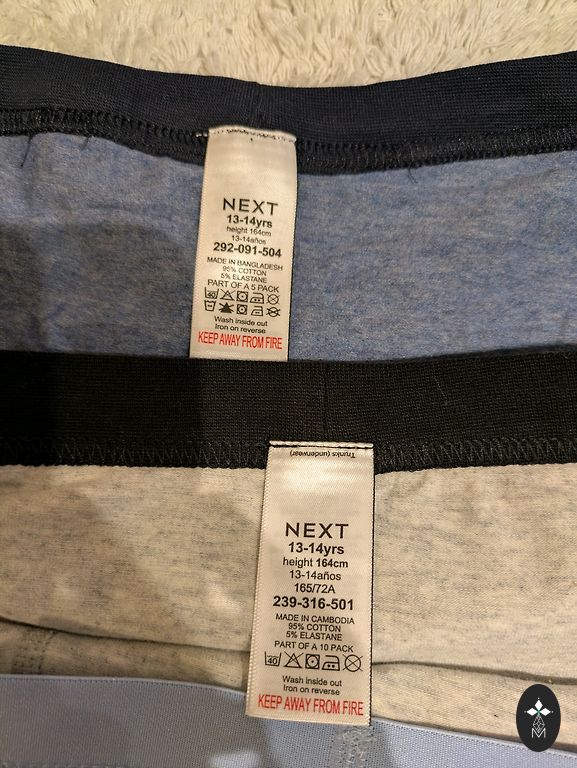 NEXT
13-14yrs
height 164cm
13-14años
292-091-504
MADE IN BANGLADESH
95% COTTON
5% ELASTANE
PART OF A 5 PACK
40
Wash inside out
Iron on reverse
KEEP AWAY FROM FIRE
Trunks (underwear)
NEXT
13-14yrs
height 164cm
13-14años
165/72A
239-316-501
MADE IN CAMBODIA
95% COTTON
5% ELASTANE
PART OF A 10 PACK
40
Wash inside out
Iron on reverse
KEEP AWAY FROM FIRE
M